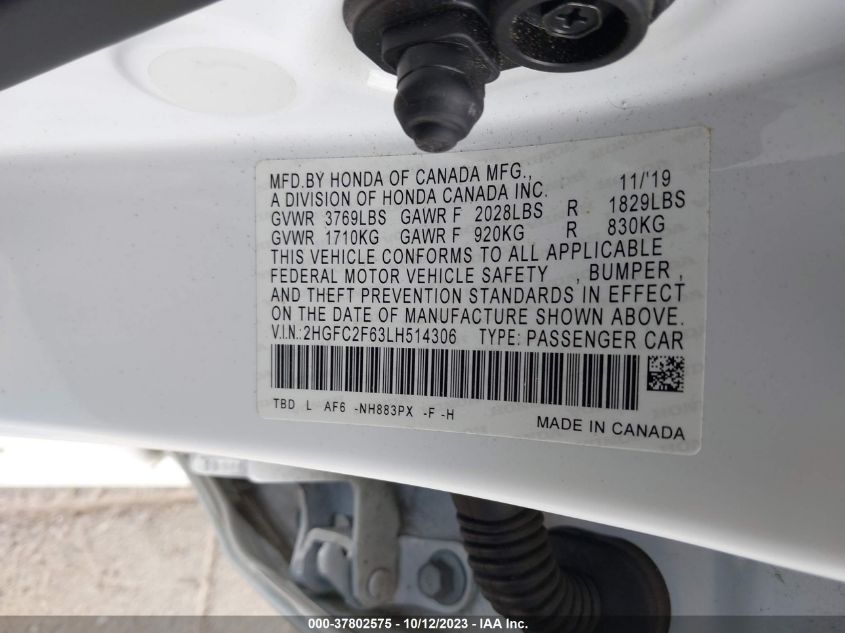 MFD.BY HONDA OF CANADA MFG., 11/'19
A DIVISION OF HONDA CANADA INC.
GVWR 3769LBS GAWR F 2028LBS R 1829LBS
GVWR 1710KG GAWR F 920KG R 830KG
THIS VEHICLE CONFORMS TO ALL APPLICABLE
FEDERAL MOTOR VEHICLE SAFETY , BUMPER ,
AND THEFT PREVENTION STANDARDS IN EFFECT
ON THE DATE OF MANUFACTURE SHOWN ABOVE.
V.I.N.:2HGFC2F63LH514306 TYPE: PASSENGER CAR
TBD L AF6 -NH883PX -F -H
MADE IN CANADA
000-37802575 - 10/12/2023 - IAA Inc.